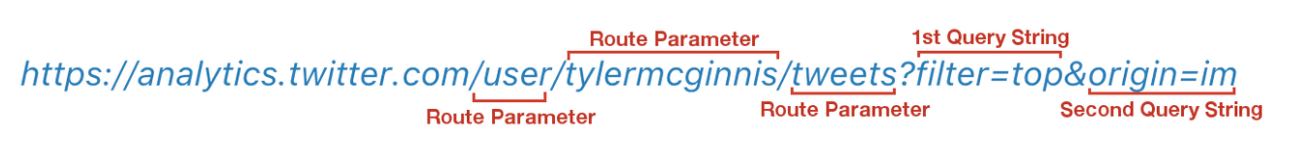 Route Parameter 1st Query String
https://analytics.twitter.com/user/tylermcginnis/tweets?filter=top&origin=im
Route Parameter Route Parameter Second Query String